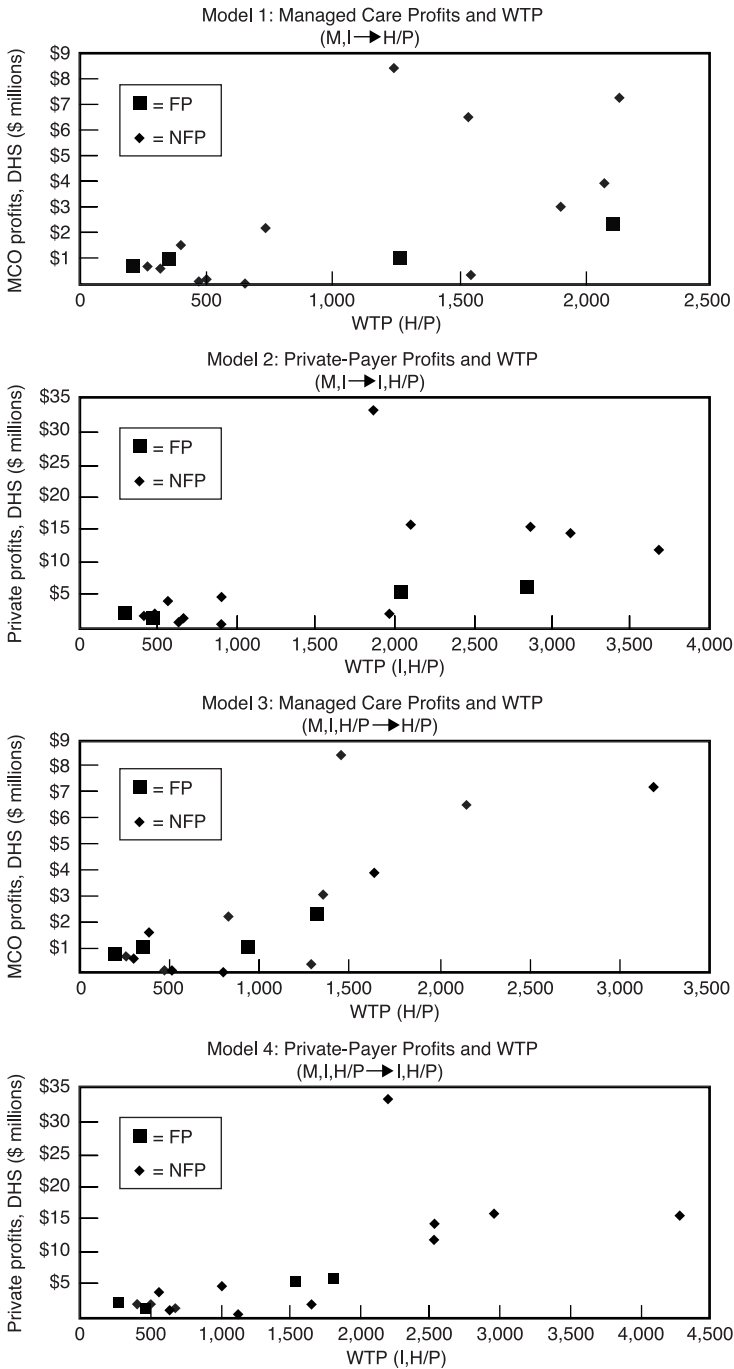 Model 1: Managed Care Profits and WTP
(M,I→H/P)
MCO profits, DHS ($ millions)
$9
$8
$7
$6
$5
$4
$3
$2
$1
= FP
= NFP
0 500 1,000 1,500 2,000 2,500
WTP (H/P)
Model 2: Private-Payer Profits and WTP
(M,I→I,H/P)
Private profits, DHS ($ millions)
$35
$30
$25
$20
$15
$10
$5
= FP
= NFP
0 500 1,000 1,500 2,000 2,500 3,000 3,500 4,000
WTP (I,H/P)
Model 3: Managed Care Profits and WTP
(M,I,H/P→H/P)
MCO profits, DHS ($ millions)
$9
$8
$7
$6
$5
$4
$3
$2
$1
= FP
= NFP
0 500 1,000 1,500 2,000 2,500 3,000 3,500
WTP (H/P)
Model 4: Private-Payer Profits and WTP
(M,I,H/P→I,H/P)
Private profits, DHS ($ millions)
$35
$30
$25
$20
$15
$10
$5
= FP
= NFP
0 500 1,000 1,500 2,000 2,500 3,000 3,500 4,000 4,500
WTP (I,H/P)